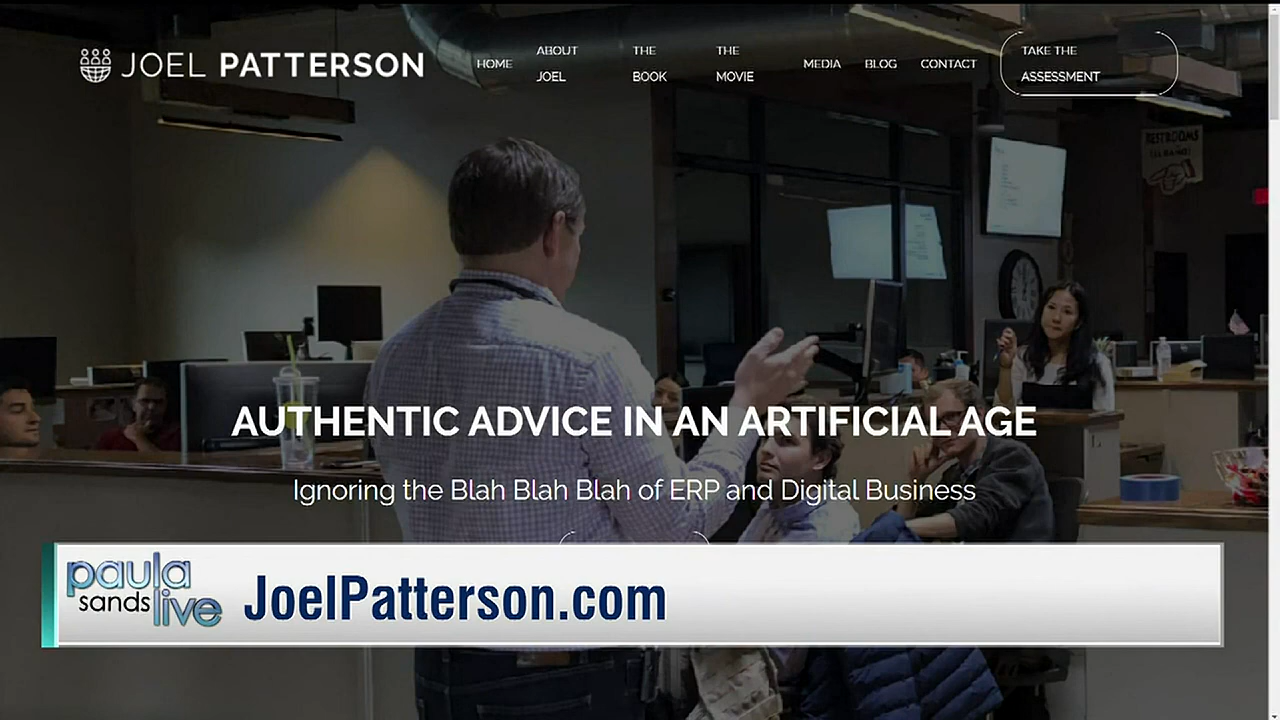 JOEL PATTERSON
HOME
ABOUT
JOEL
THE
BOOK
THE
MOVIE
MEDIA
BLOG
CONTACT
TAKE THE
ASSESSMENT
RESTROOMS
AUTHENTIC ADVICE IN AN ARTIFICIAL AGE
Ignoring the Blah Blah Blah of ERP and Digital Business
paula
sands live
JoelPatterson.com